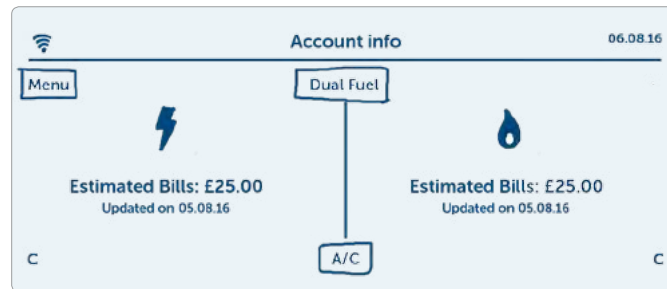 Account info
06.08.16
Menu
Dual Fuel
Estimated Bills: £25.00
Updated on 05.08.16
Estimated Bills: £25.00
Updated on 05.08.16
C
A/C
C